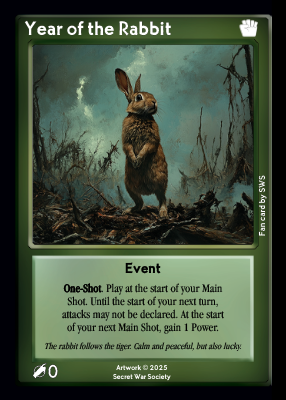 Year of the Rabbit
Fan card by SWS
Event
One-Shot. Play at the start of your Main
Shot. Until the start of your next turn,
attacks may not be declared. At the start
of your next Main Shot, gain 1 Power.
The rabbit follows the tiger. Calm and peaceful, but also lucky.
0
Artwork © 2025
Secret War Society